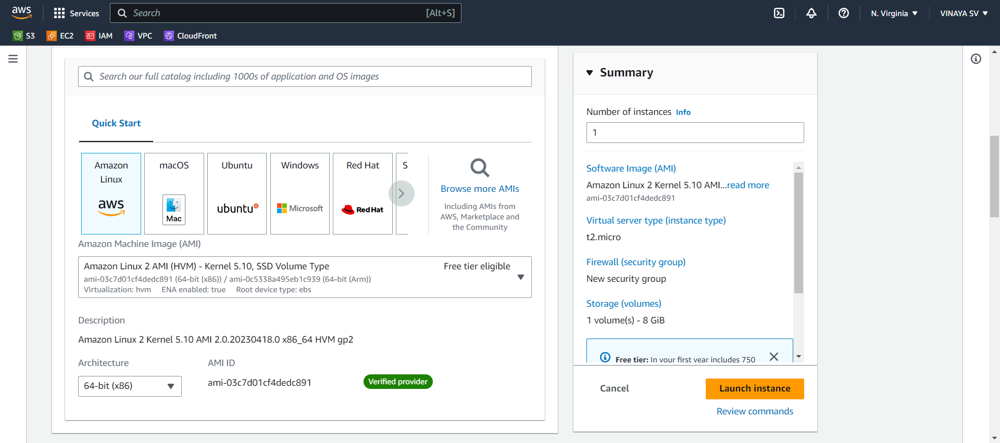 aws
Services
Search
[Alt+S]
N. Virginia
VINAYA SV
S3
EC2
IAM
VPC
CloudFront
Search our full catalog including 1000s of application and OS images
Quick Start
Amazon
Linux
aws
macOS
Mac
Ubuntu
ubuntu
Windows
Microsoft
Red Hat
Red Hat
S
Browse more AMIs
Including AMIs from
AWS, Marketplace and
the Community
Amazon Machine Image (AMI)
Amazon Linux 2 AMI (HVM) - Kernel 5.10, SSD Volume Type
Free tier eligible
ami-03c7d01cf4dedc891 (64-bit (x86)) / ami-0c5338a495eb1c939 (64-bit (Arm))
Virtualization: hvm ENA enabled: true Root device type: ebs
Description
Amazon Linux 2 Kernel 5.10 AMI 2.0.20230418.0 x86_64 HVM gp2
Architecture
AMI ID
64-bit (x86)
ami-03c7d01cf4dedc891
Verified provider
Summary
Number of instances Info
1
Software Image (AMI)
Amazon Linux 2 Kernel 5.10 AMI...read more
ami-03c7d01cf4dedc891
Virtual server type (instance type)
t2.micro
Firewall (security group)
New security group
Storage (volumes)
1 volume(s) - 8 GiB
Free tier: In your first year includes 750
Cancel
Launch instance
Review commands